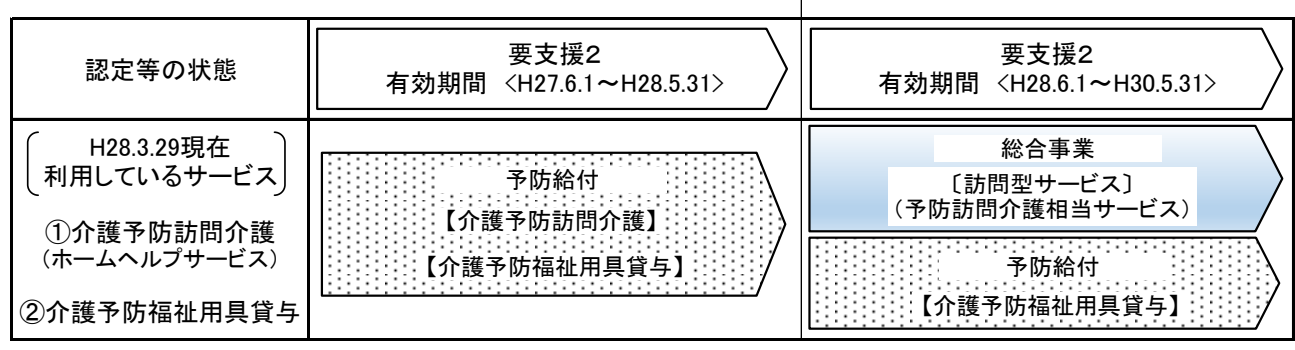 認定等の状態
要支援2
有効期間 <H27.6.1~H28.5.31>
要支援2
有効期間 <H28.6.1~H30.5.31>
H28.3.29現在
利用しているサービス
①介護予防訪問介護
(ホームヘルプサービス)
②介護予防福祉用具貸与
予防給付
【介護予防訪問介護】
【介護予防福祉用具貸与】
総合事業
〔訪問型サービス〕
(予防訪問介護相当サービス)
予防給付
【介護予防福祉用具貸与】